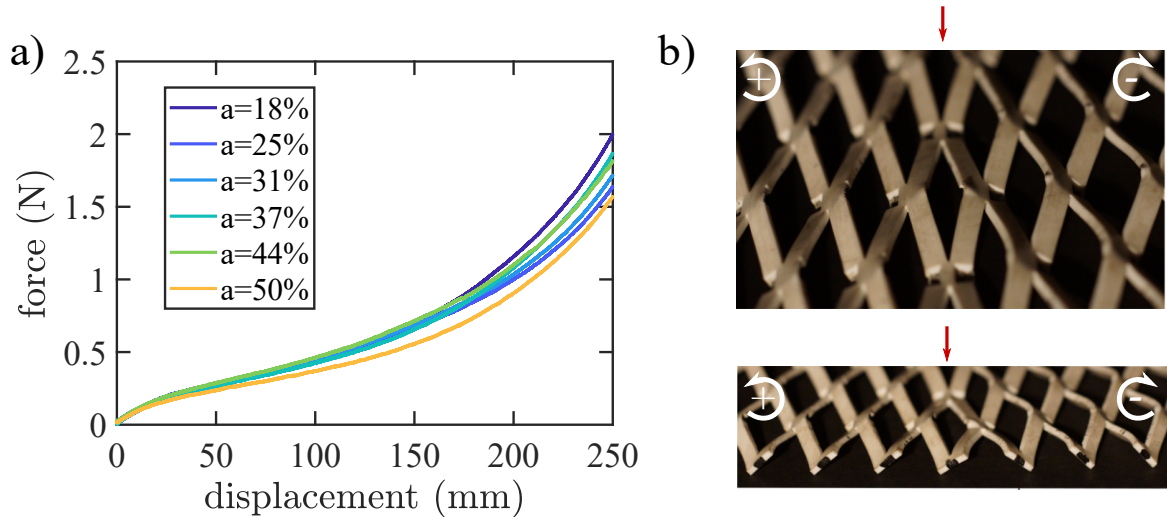 a)
2.5
2
1.5
1
0.5
0
force (N)
a=18%
a=25%
a=31%
a=37%
a=44%
a=50%
0 50 100 150 200 250
displacement (mm)
b)
+ -
+ -